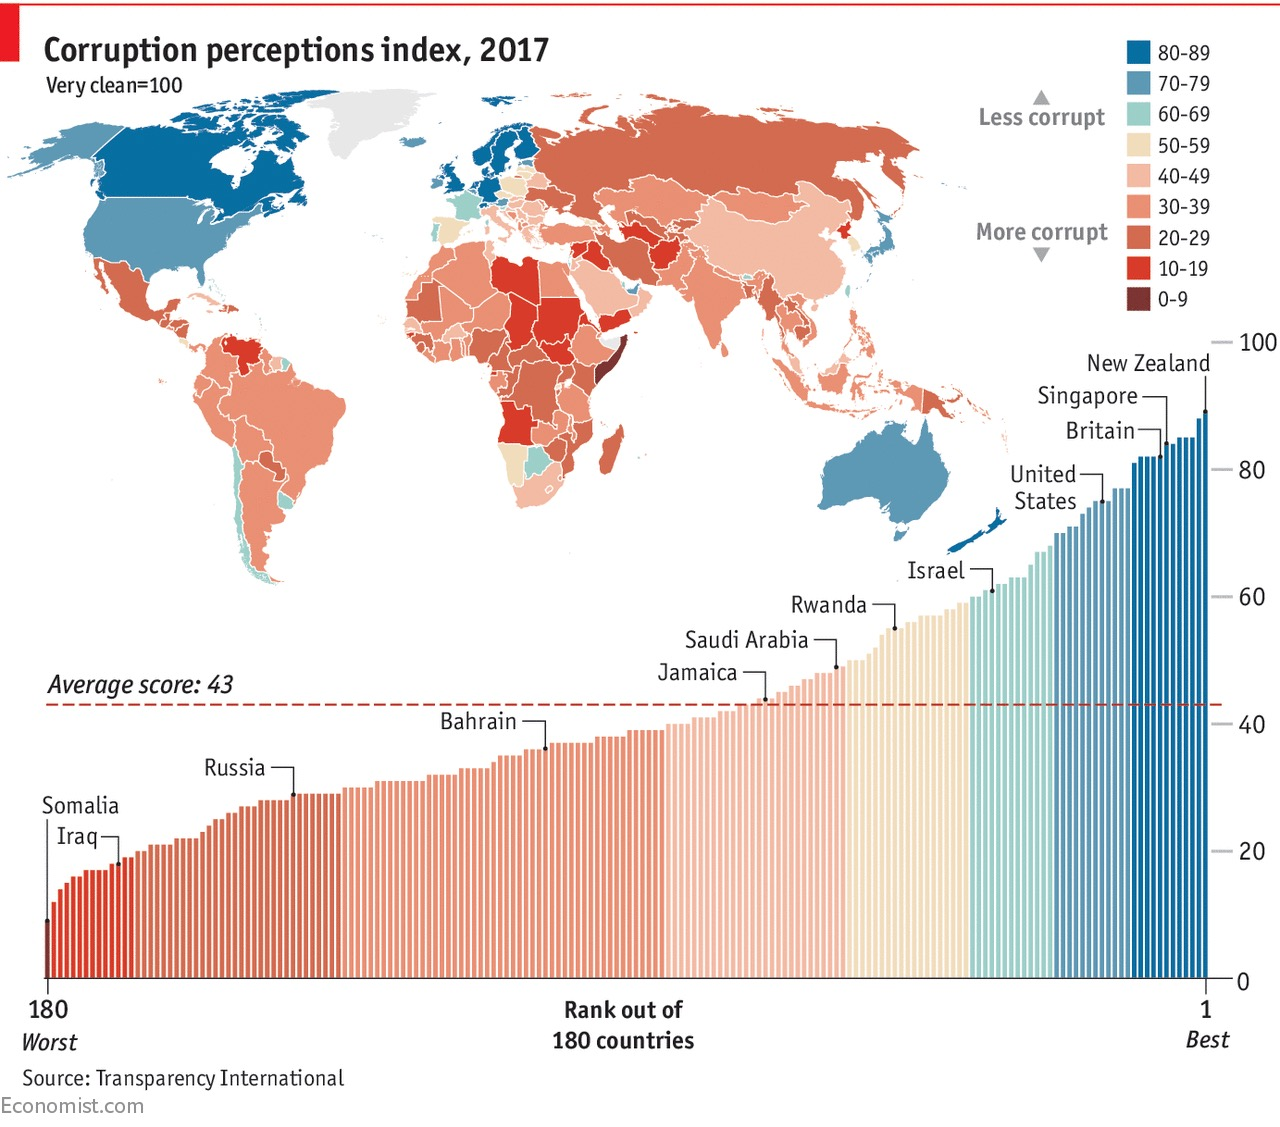 Corruption perceptions index, 2017
Very clean=100
80-89
70-79
60-69
50-59
40-49
30-39
20-29
10-19
0-9
Less corrupt
More corrupt
100
New Zealand
Singapore
Britain
80
United
States
Israel
60
Rwanda
Saudi Arabia
Jamaica
Average score: 43
40
Bahrain
Russia
Somalia
Iraq
20
0
180
Rank out of
180 countries
1
Worst
Best
Source: Transparency International
Economist.com